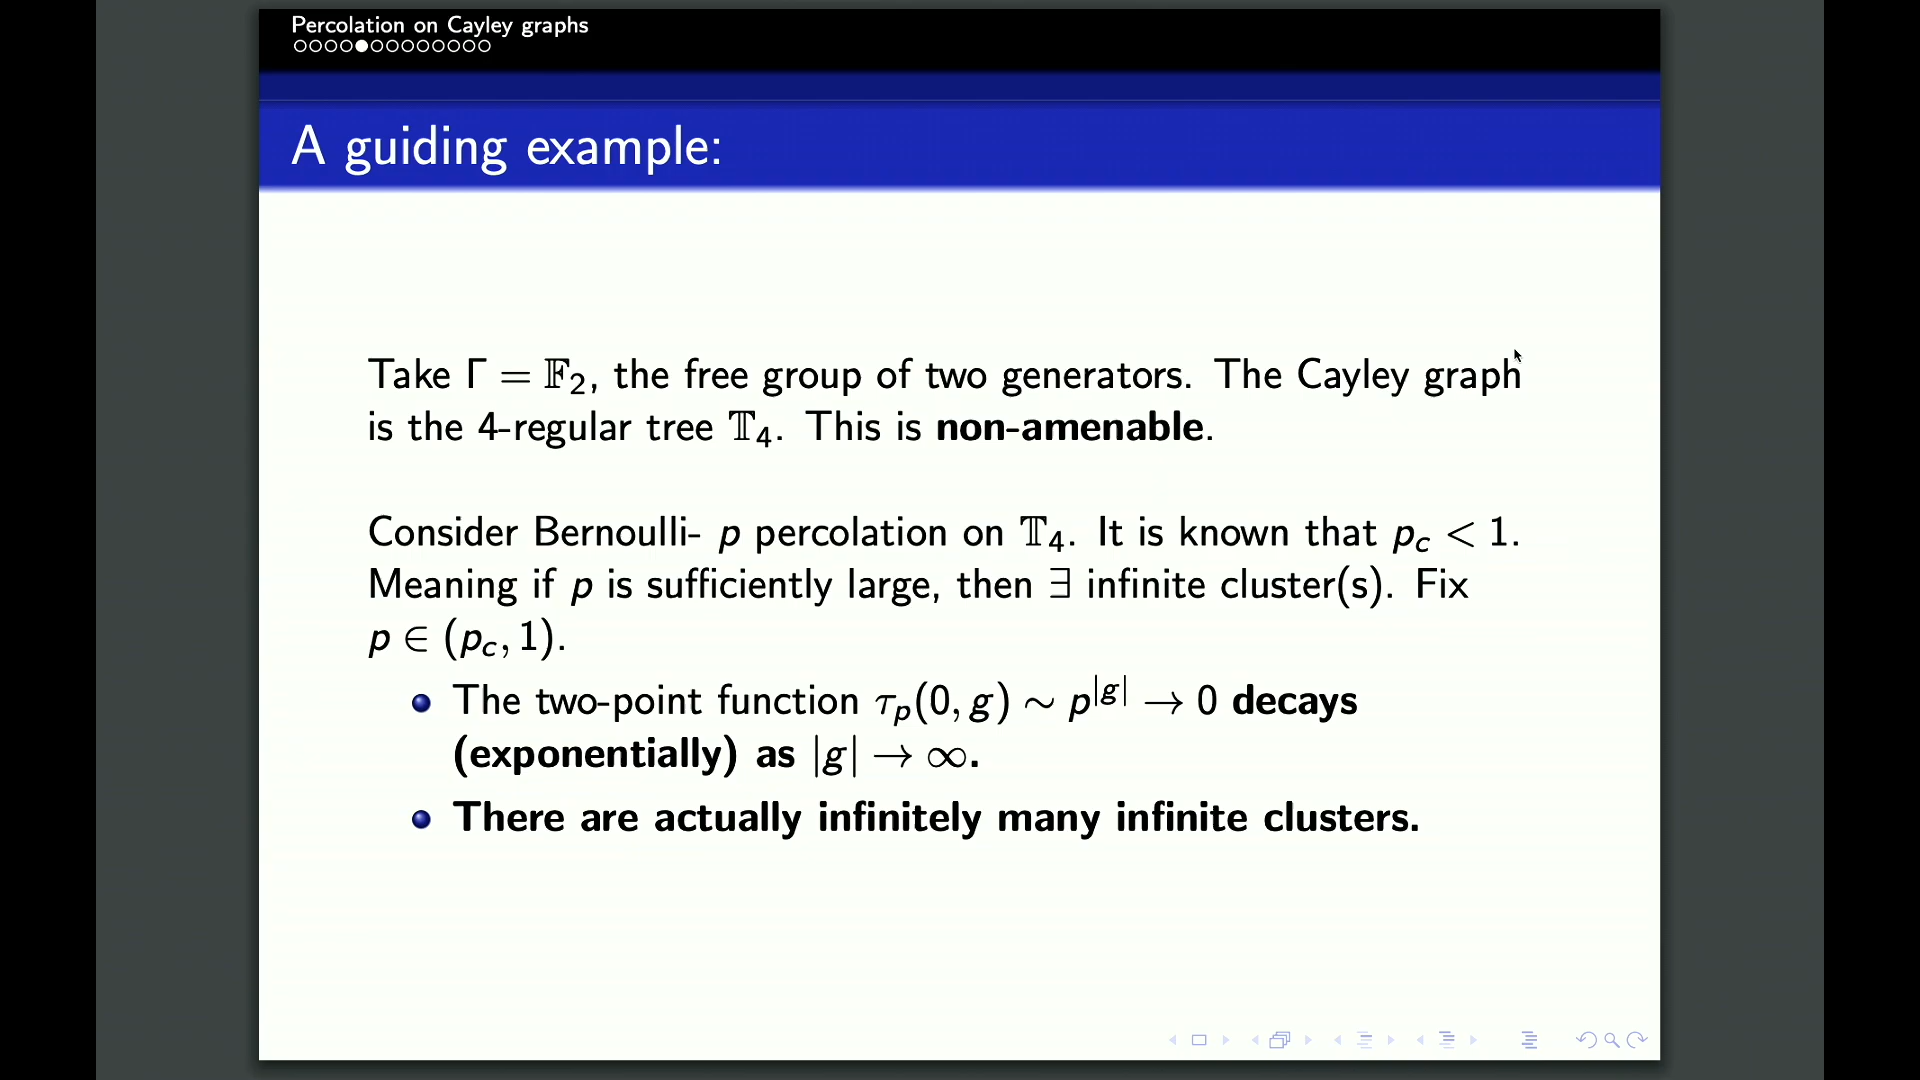 Percolation on Cayley graphs
A guiding example:
Take Γ = 𝔽₂, the free group of two generators. The Cayley graph
is the 4-regular tree 𝕋₄. This is non-amenable.
Consider Bernoulli- p percolation on 𝕋₄. It is known that p_c < 1.
Meaning if p is sufficiently large, then ∃ infinite cluster(s). Fix
p ∈ (p_c, 1).
The two-point function τ_p(0, g) ∼ p^|g| → 0 decays
(exponentially) as |g| → ∞.
There are actually infinitely many infinite clusters.